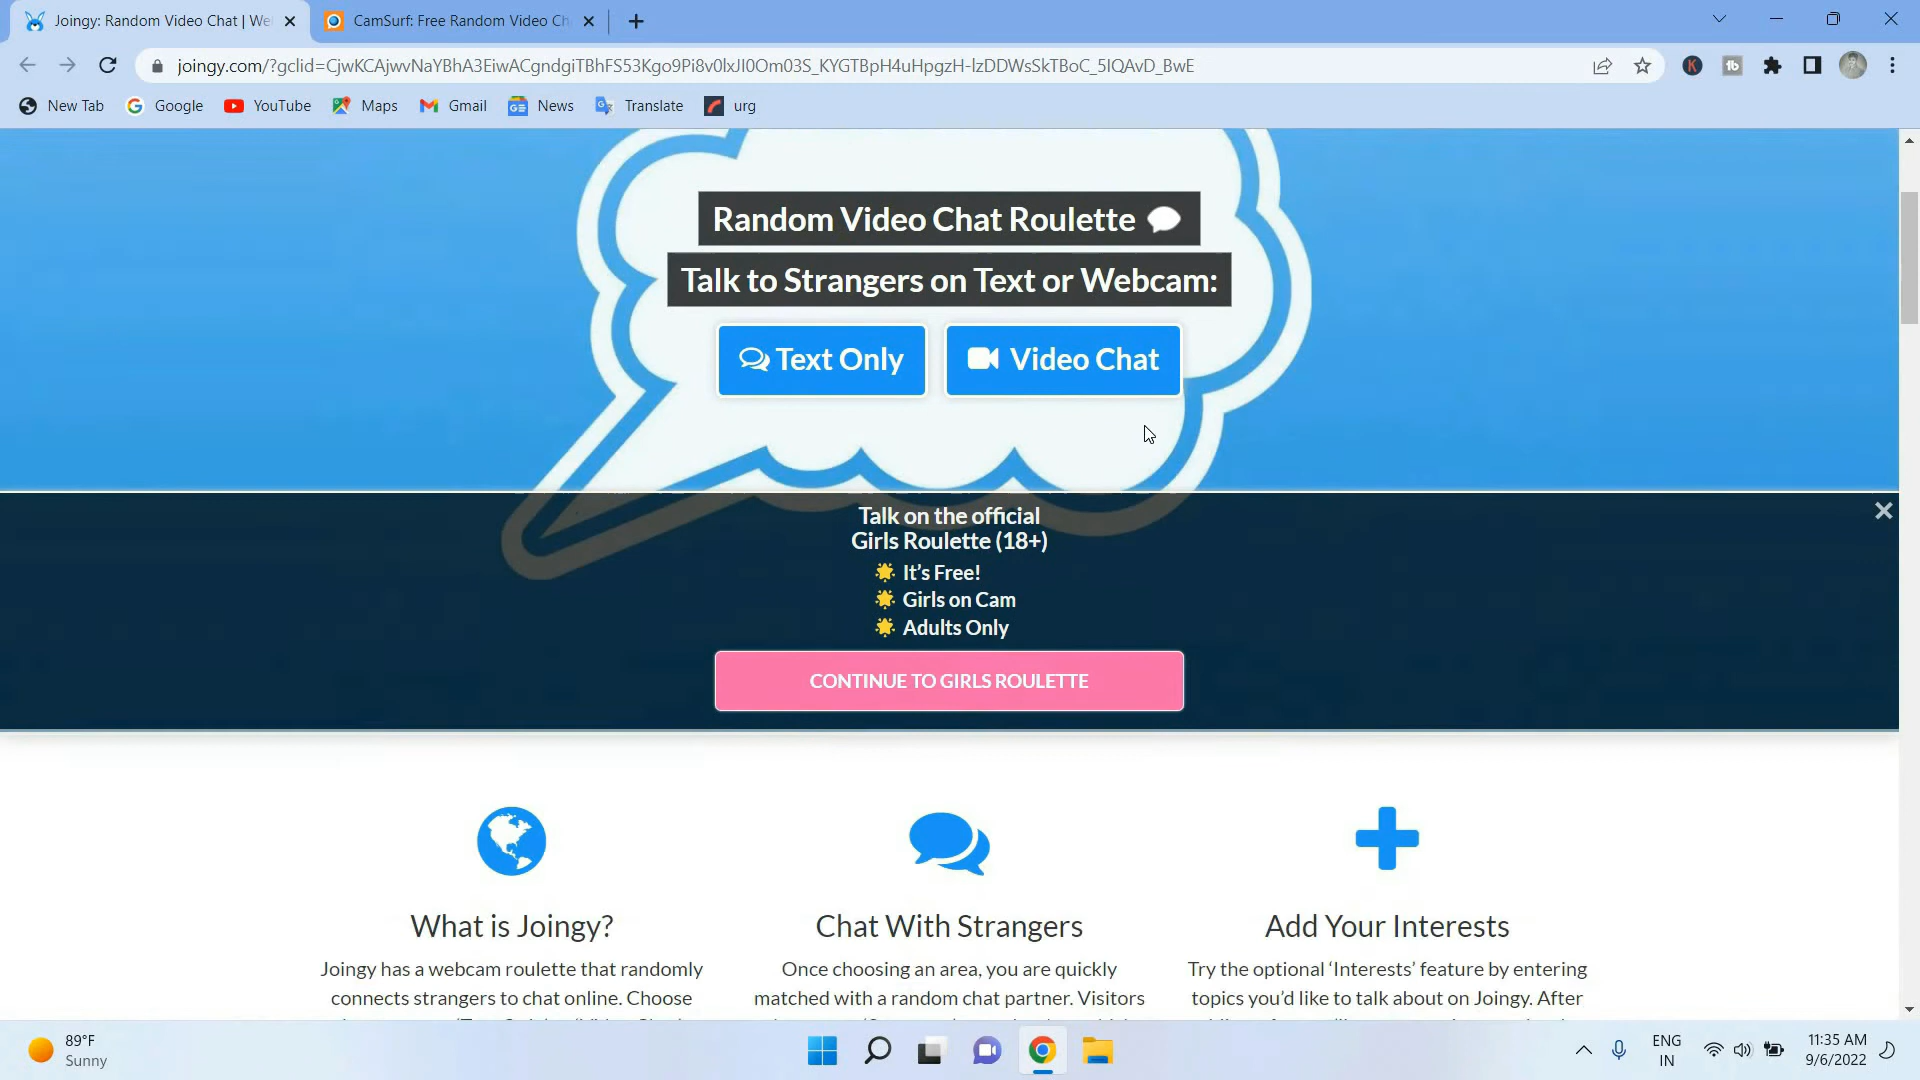 Joingy: Random Video Chat | We
CamSurf: Free Random Video Ch
joingy.com/?gclid=CjwKCAjwvNaYBhA3EiwACgndgiTBhFS53Kgo9Pi8v0lxJI0Om03S_KYGTBpH4uHpgzH-lzDDWsSkTBoC_5IQAvD_BwE
New Tab
Google
YouTube
Maps
Gmail
News
Translate
urg
Random Video Chat Roulette
Talk to Strangers on Text or Webcam:
Text Only
Video Chat
Talk on the official
Girls Roulette (18+)
It's Free!
Girls on Cam
Adults Only
CONTINUE TO GIRLS ROULETTE
What is Joingy?
Joingy has a webcam roulette that randomly
connects strangers to chat online. Choose
Chat With Strangers
Once choosing an area, you are quickly
matched with a random chat partner. Visitors
Add Your Interests
Try the optional ‘Interests’ feature by entering
topics you’d like to talk about on Joingy. After
89°F
Sunny
ENG
IN
11:35 AM
9/6/2022